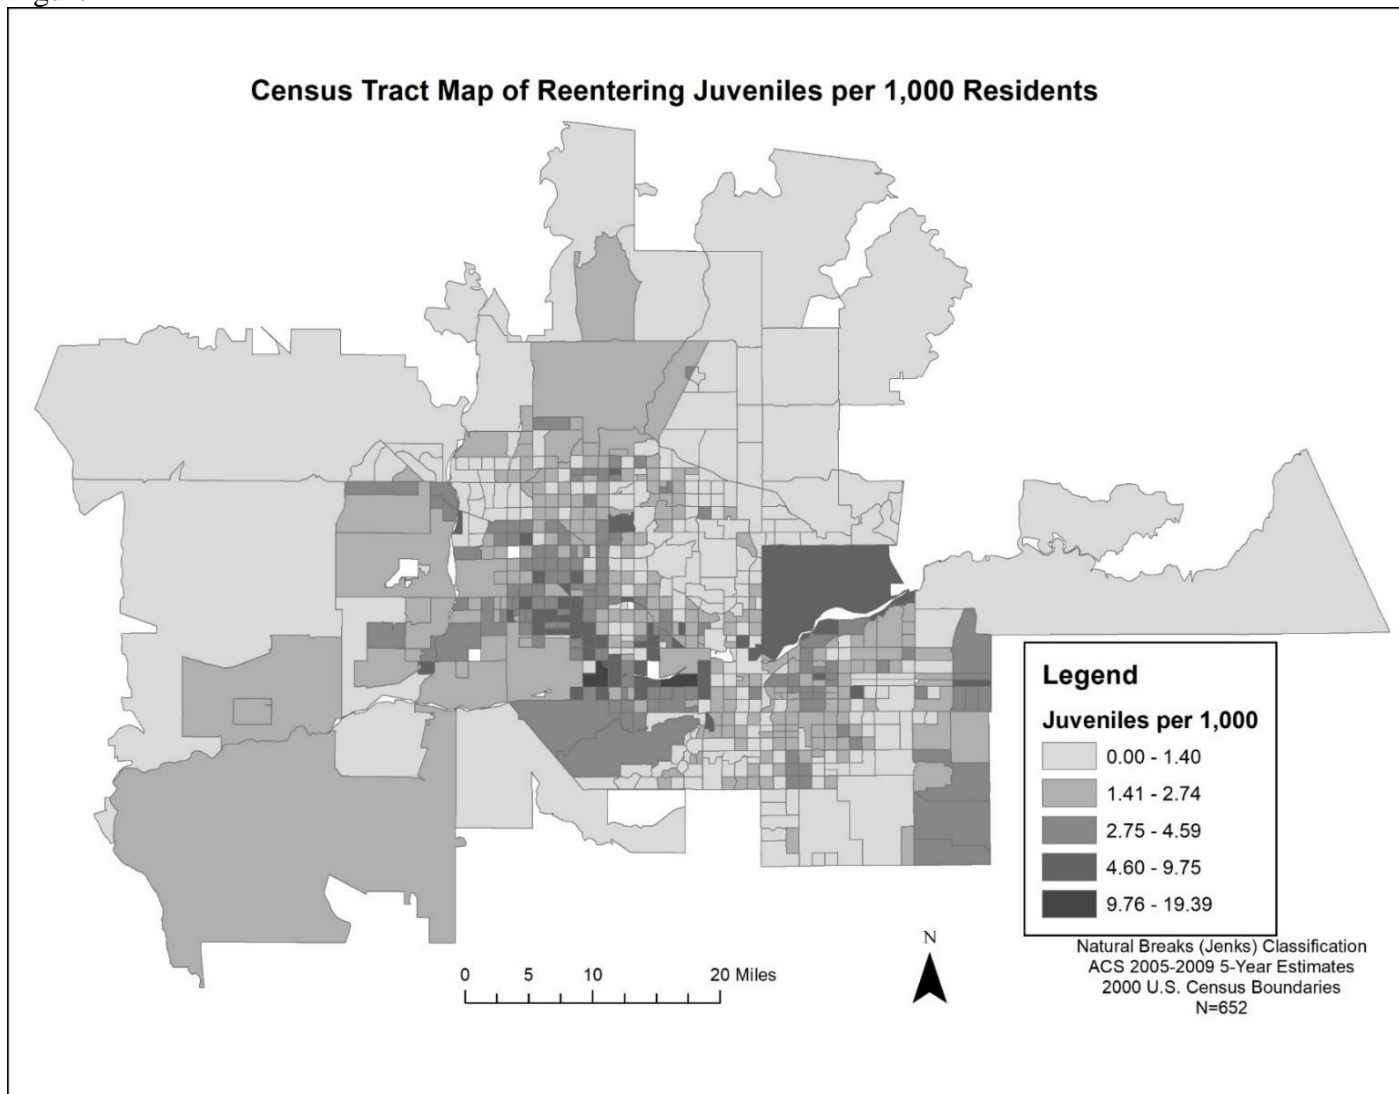 Census Tract Map of Reentering Juveniles per 1,000 Residents
Legend
Juveniles per 1,000
0.00 - 1.40
1.41 - 2.74
2.75 - 4.59
4.60 - 9.75
9.76 - 19.39
N
0 5 10 20 Miles
Natural Breaks (Jenks) Classification
ACS 2005-2009 5-Year Estimates
2000 U.S. Census Boundaries
N=652